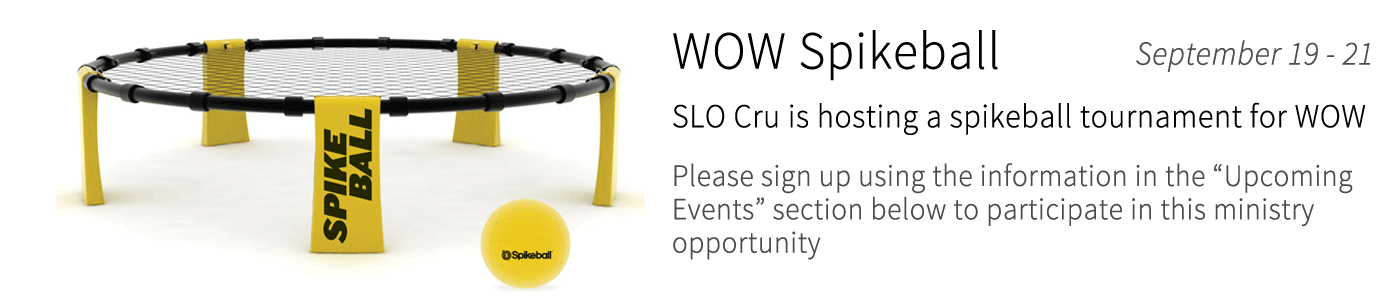 WOW Spikeball
September 19 - 21
SLO Cru is hosting a spikeball tournament for WOW
Please sign up using the information in the “Upcoming
Events” section below to participate in this ministry
opportunity
SPIKE
BALL
Spikeball